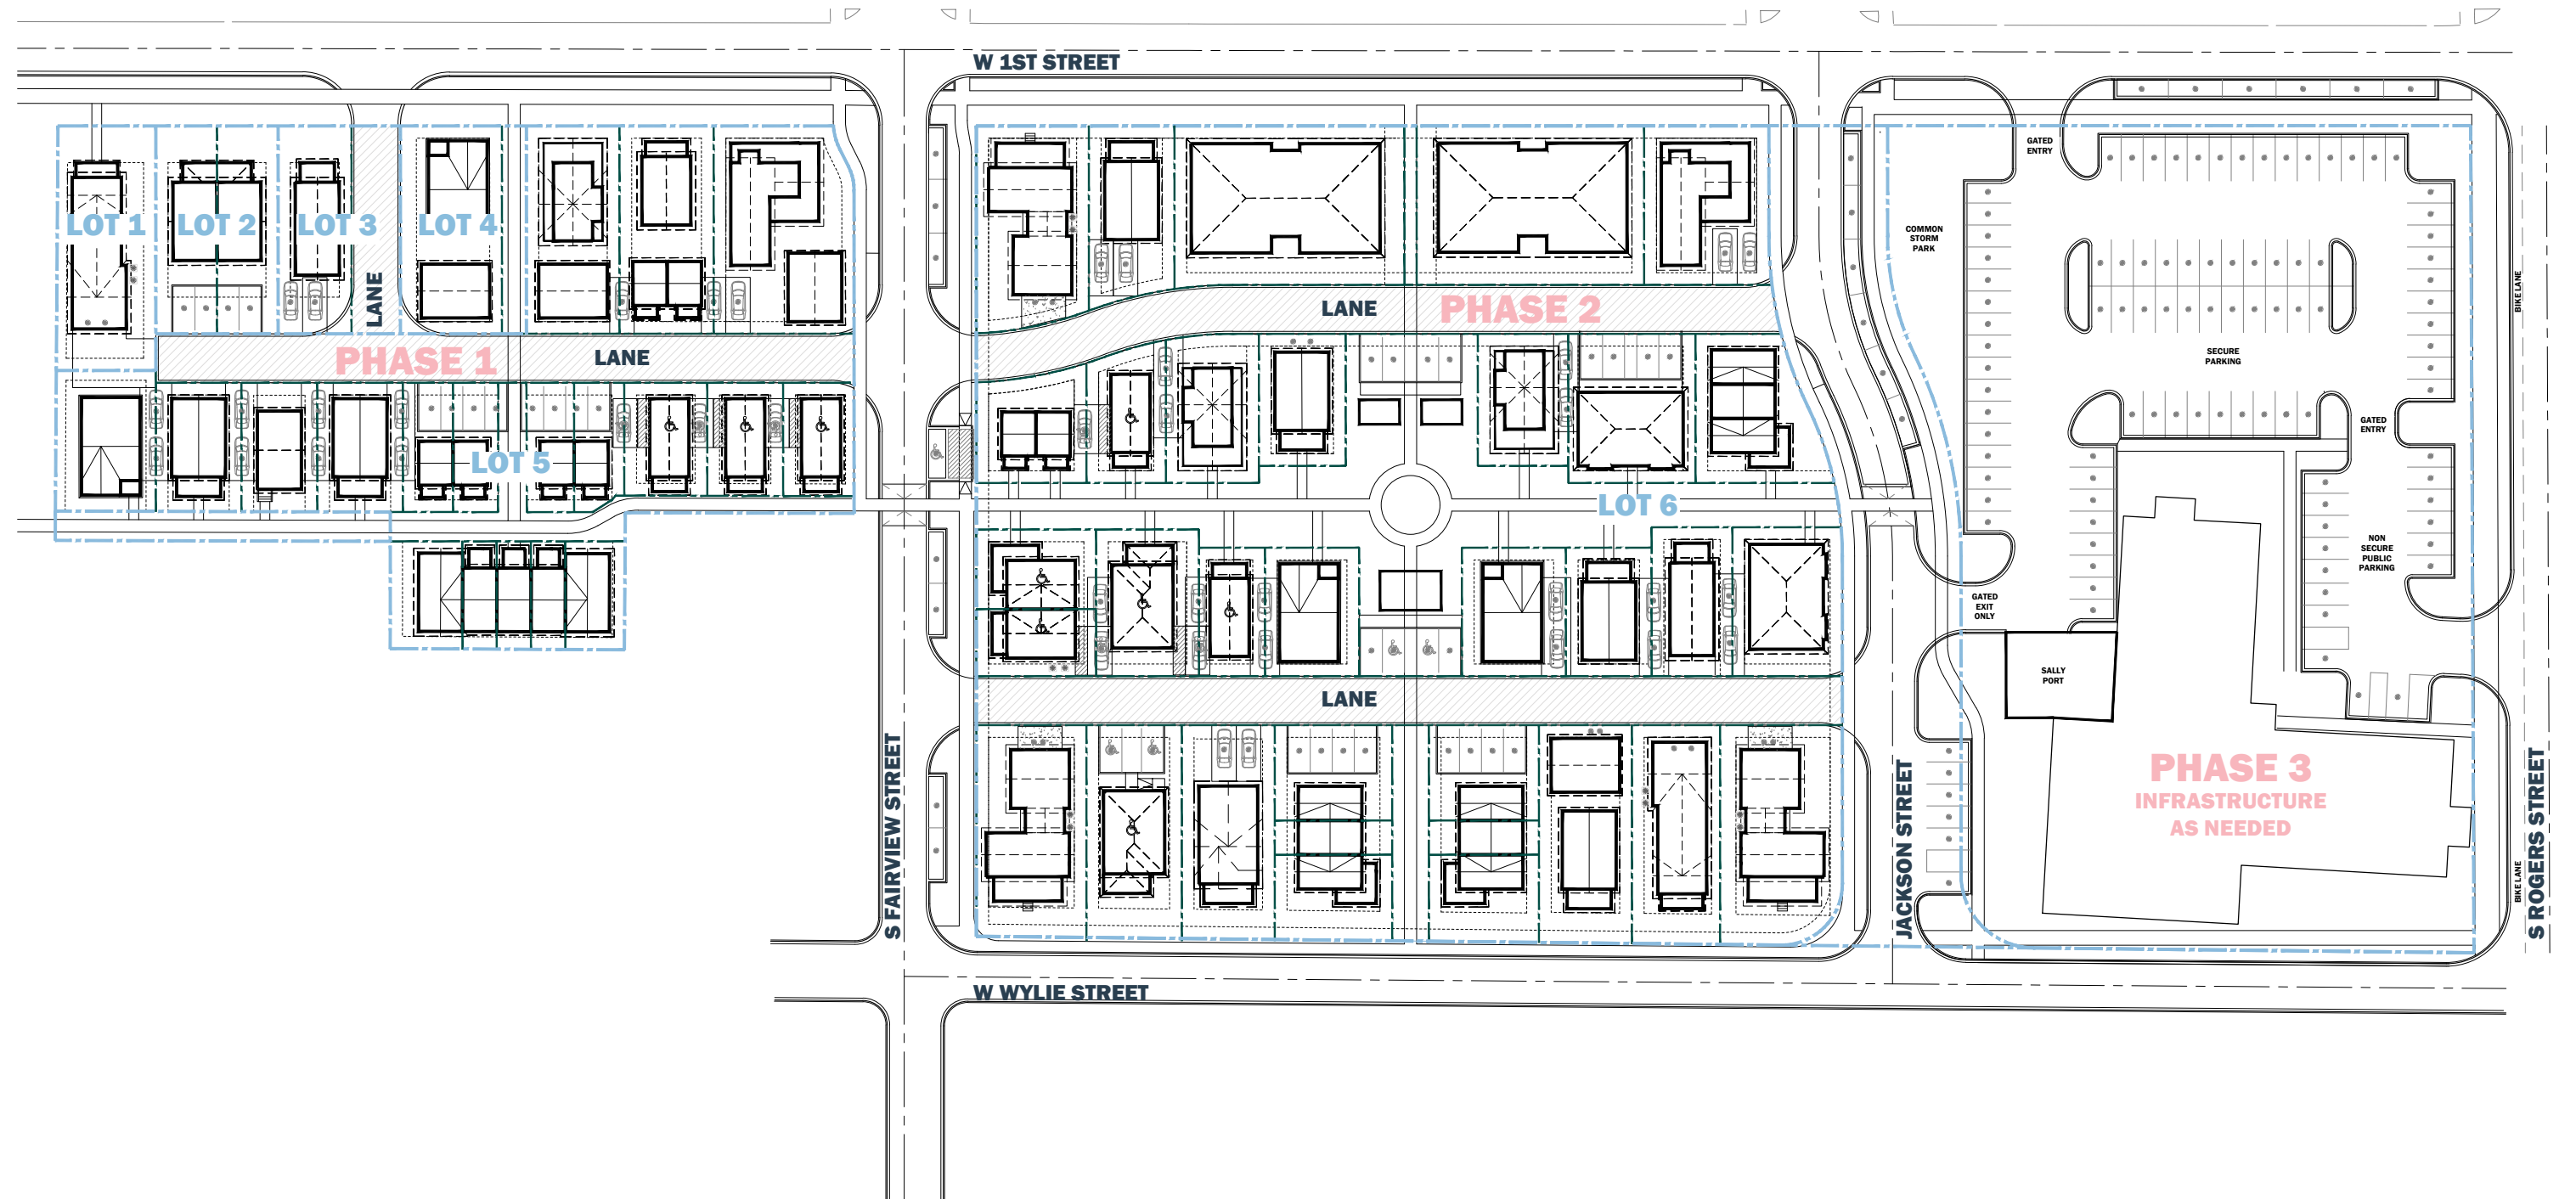 W 1ST STREET
GATED
ENTRY
LOT 1
LOT 2
LOT 3
LOT 4
COMMON
STORM
PARK
LANE
LANE
PHASE 2
BIKE LANE
PHASE 1
LANE
SECURE
PARKING
GATED
ENTRY
LOT 5
LOT 6
NON
SECURE
PUBLIC
PARKING
GATED
EXIT
ONLY
SALLY
PORT
LANE
S FAIRVIEW STREET
JACKSON STREET
PHASE 3
INFRASTRUCTURE
AS NEEDED
S ROGERS STREET
BIKE LANE
W WYLIE STREET